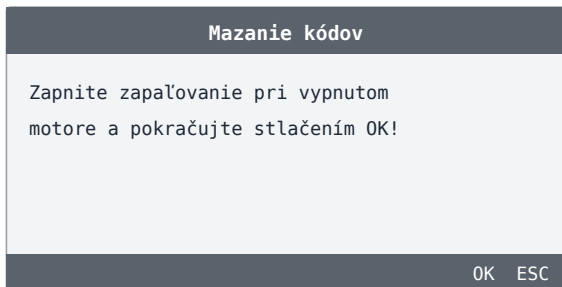 Mazanie kódov
Zapnite zapaľovanie pri vypnutom
motore a pokračujte stlačením OK!
OK ESC